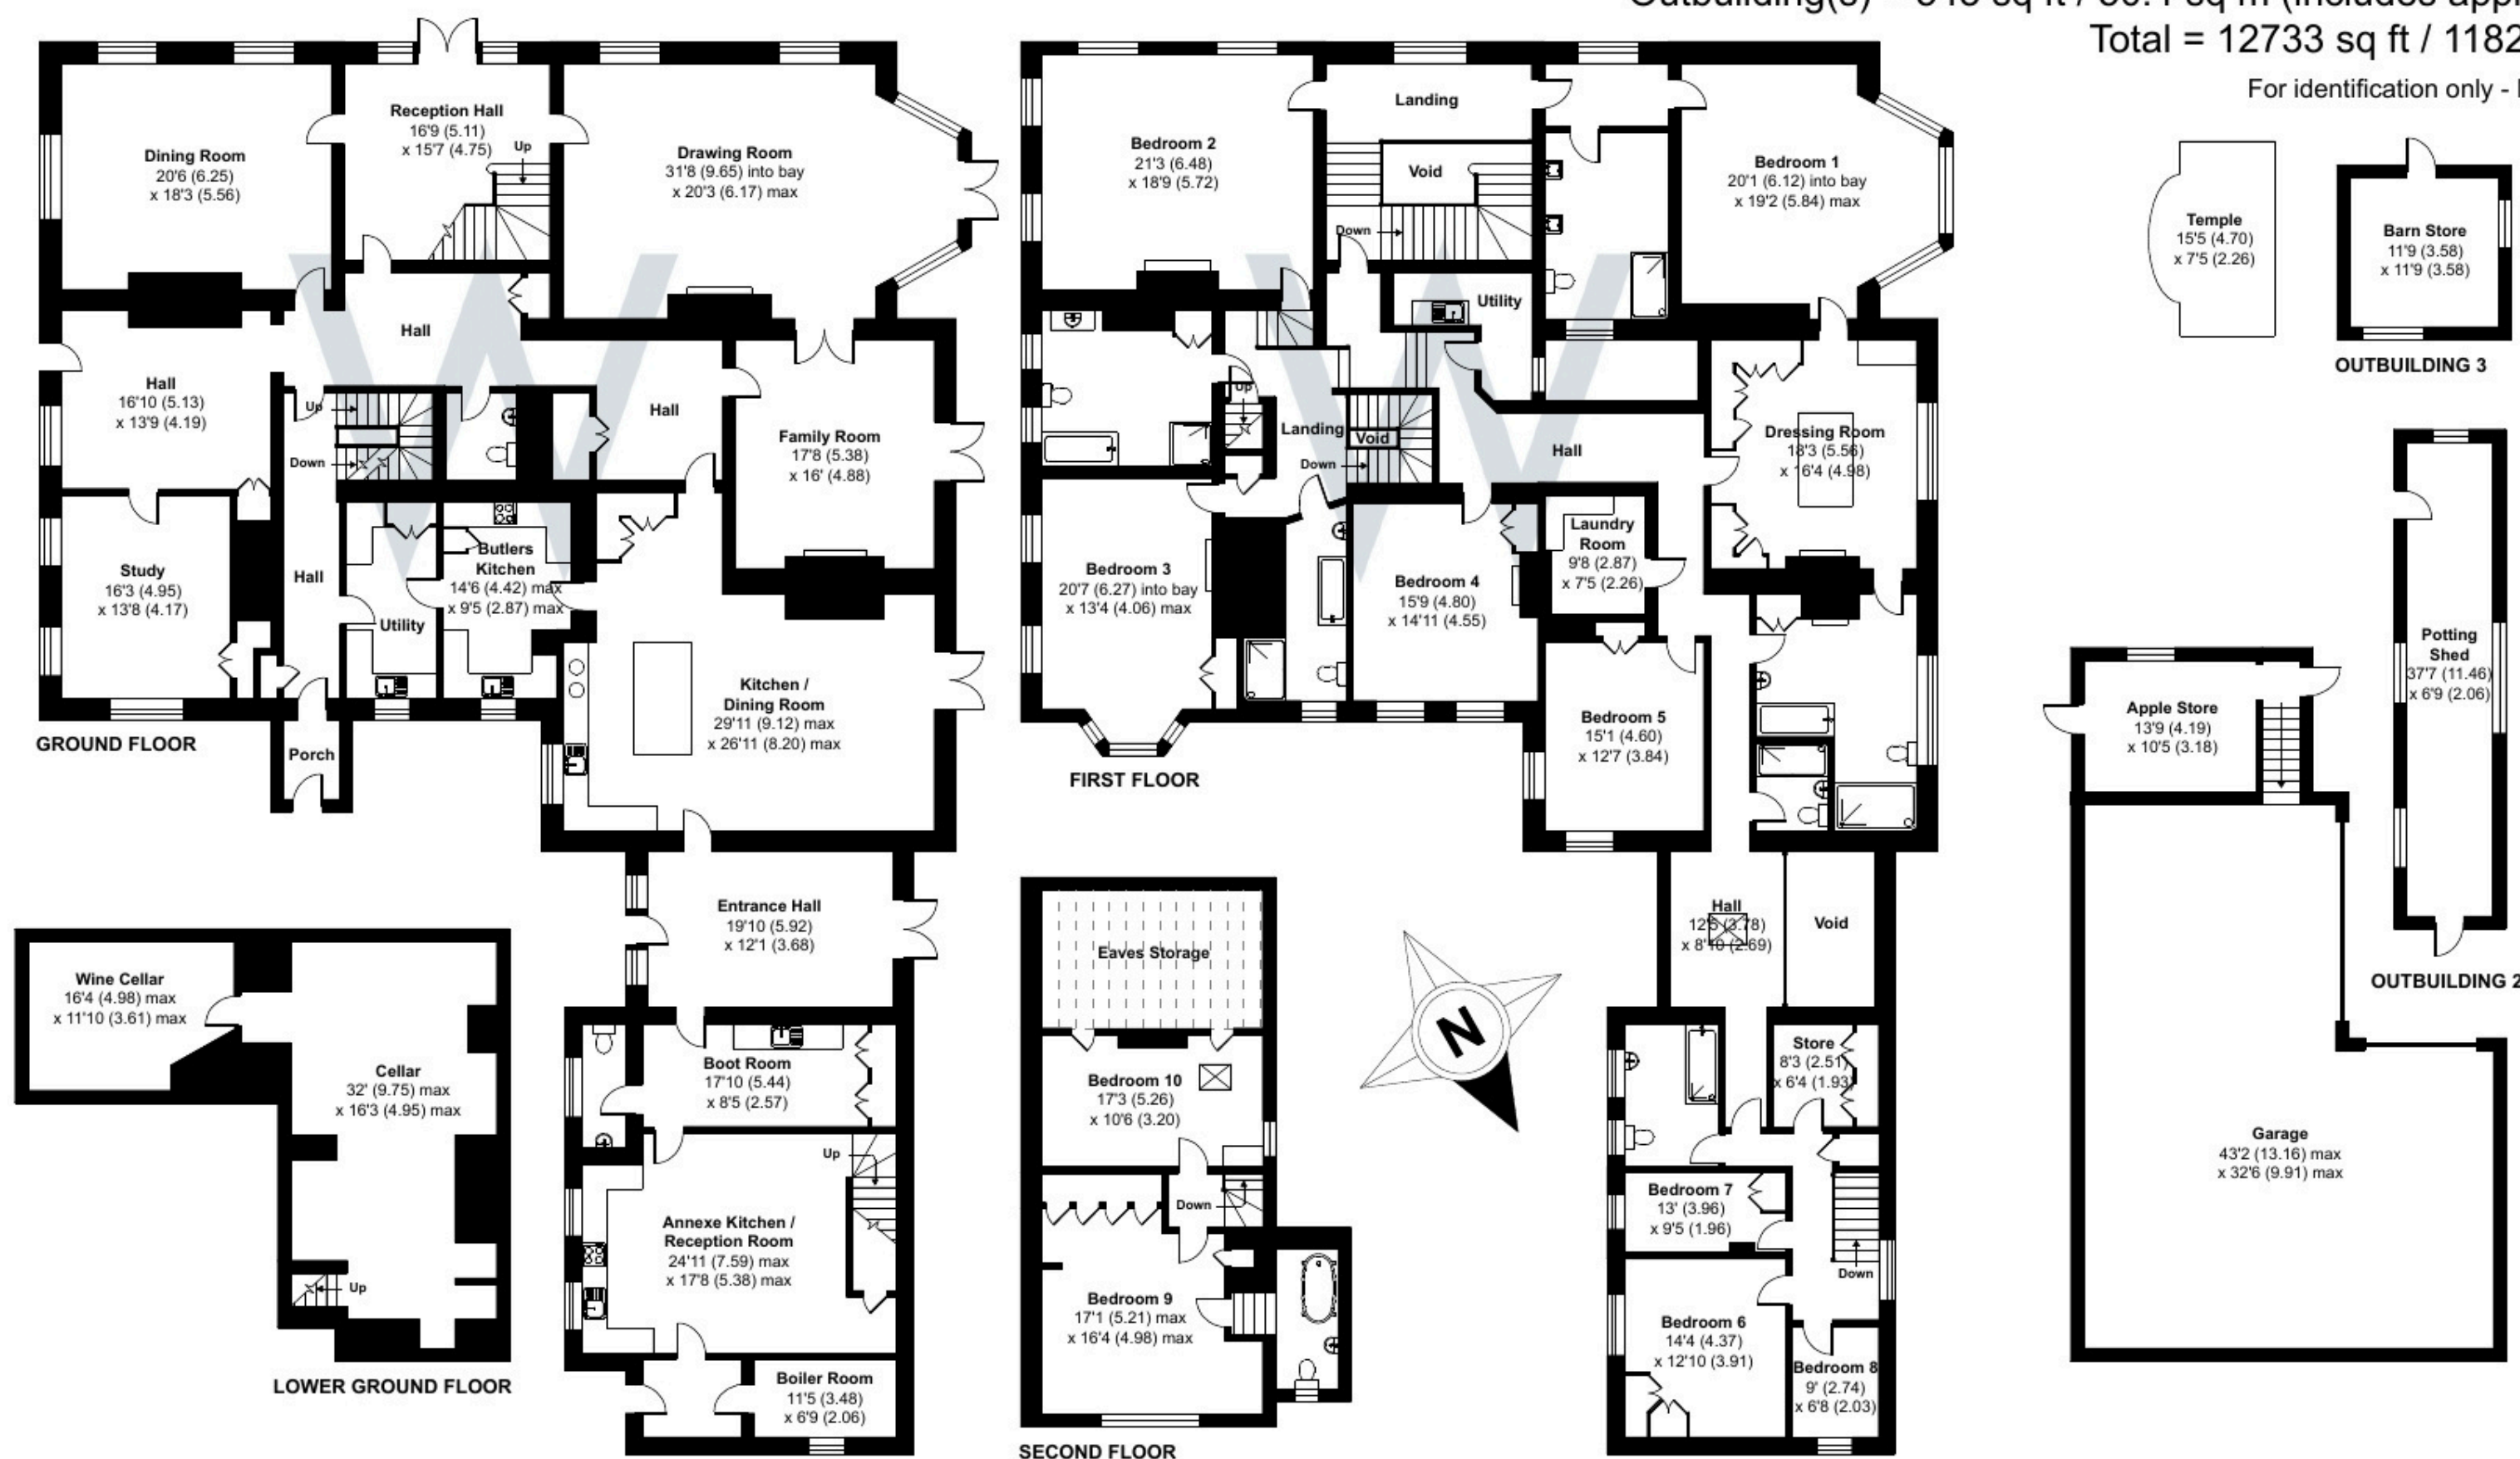 Total = 12733 sq ft / 1182
For identification only -
Reception Hall
16'9 (5.11)
x 15'7 (4.75)
Up
Dining Room
20'6 (6.25)
x 18'3 (5.56)
Drawing Room
31'8 (9.65) into bay
x 20'3 (6.17) max
Hall
Hall
16'10 (5.13)
x 13'9 (4.19)
Up
Down
Hall
Family Room
17'8 (5.38)
x 16' (4.88)
Study
16'3 (4.95)
x 13'8 (4.17)
Hall
Utility
Butlers
Kitchen
14'6 (4.42) max
x 9'5 (2.87) max
Kitchen /
Dining Room
29'11 (9.12) max
x 26'11 (8.20) max
GROUND FLOOR
Porch
Entrance Hall
19'10 (5.92)
x 12'1 (3.68)
Boot Room
17'10 (5.44)
x 8'5 (2.57)
Up
Annexe Kitchen /
Reception Room
24'11 (7.59) max
x 17'8 (5.38) max
Boiler Room
11'5 (3.48)
x 6'9 (2.06)
Wine Cellar
16'4 (4.98) max
x 11'10 (3.61) max
Cellar
32' (9.75) max
x 16'3 (4.95) max
Up
LOWER GROUND FLOOR
Bedroom 2
21'3 (6.48)
x 18'9 (5.72)
Landing
Void
Down
Bedroom 1
20'1 (6.12) into bay
x 19'2 (5.84) max
Utility
Up
Landing
Void
Down
Hall
Dressing Room
18'3 (5.56)
x 16'4 (4.98)
Bedroom 3
20'7 (6.27) into bay
x 13'4 (4.06) max
Bedroom 4
15'9 (4.80)
x 14'11 (4.55)
Laundry
Room
9'8 (2.87)
x 7'5 (2.26)
Bedroom 5
15'1 (4.60)
x 12'7 (3.84)
FIRST FLOOR
Hall
12'5 (3.78)
x 8'10 (2.69)
Void
Store
8'3 (2.51)
x 6'4 (1.93)
Bedroom 7
13' (3.96)
x 9'5 (1.96)
Down
Bedroom 6
14'4 (4.37)
x 12'10 (3.91)
Bedroom 8
9' (2.74)
x 6'8 (2.03)
Eaves Storage
Bedroom 10
17'3 (5.26)
x 10'6 (3.20)
Down
Bedroom 9
17'1 (5.21) max
x 16'4 (4.98) max
SECOND FLOOR
N
Temple
15'5 (4.70)
x 7'5 (2.26)
Barn Store
11'9 (3.58)
x 11'9 (3.58)
OUTBUILDING 3
Potting
Shed
37'7 (11.46)
x 6'9 (2.06)
OUTBUILDING 2
Apple Store
13'9 (4.19)
x 10'5 (3.18)
Garage
43'2 (13.16) max
x 32'6 (9.91) max
W